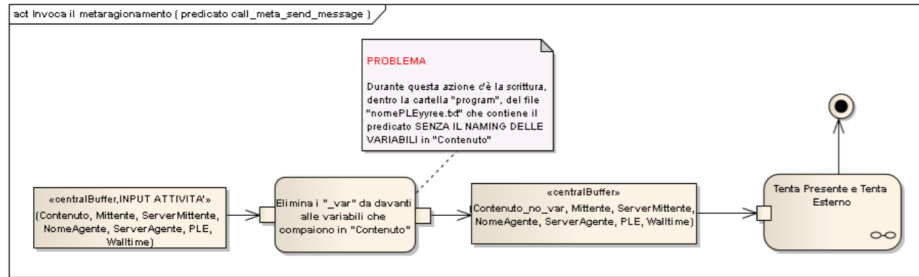 act Invoca il metaragionamento ( predicato call_meta_send_message )
PROBLEMA
Durante questa azione c'è la scrittura,
dentro la cartella "program", del file
"nomePLEyyree.txt" che contiene il
predicato SENZA IL NAMING DELLE
VARIABILI in "Contenuto"
«centralBuffer,INPUT ATTIVITA'»
(Contenuto, Mittente, ServerMittente,
NomeAgente, ServerAgente, PLE,
Walltime)
Elimina i "_var" da davanti
alle variabili che
compaiono in "Contenuto"
«centralBuffer»
(Contenuto_no_var, Mittente, ServerMittente,
NomeAgente, ServerAgente, PLE, Walltime)
Tenta Presente e Tenta
Esterno